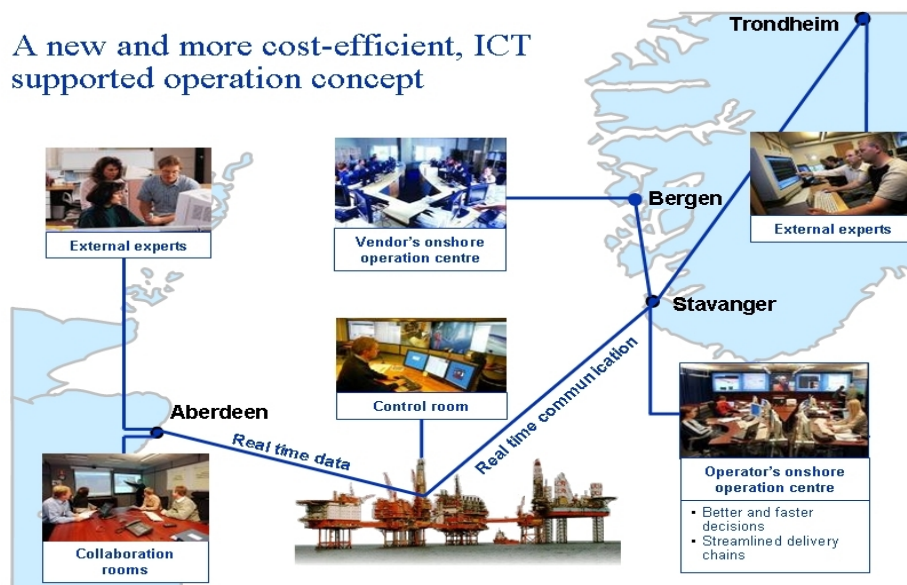 A new and more cost-efficient, ICT
supported operation concept
Trondheim
External experts
Vendor's onshore
operation centre
Bergen
External experts
Stavanger
Control room
Real time communication
Aberdeen
Real time data
Collaboration
rooms
Operator's onshore
operation centre
• Better and faster
decisions
• Streamlined delivery
chains